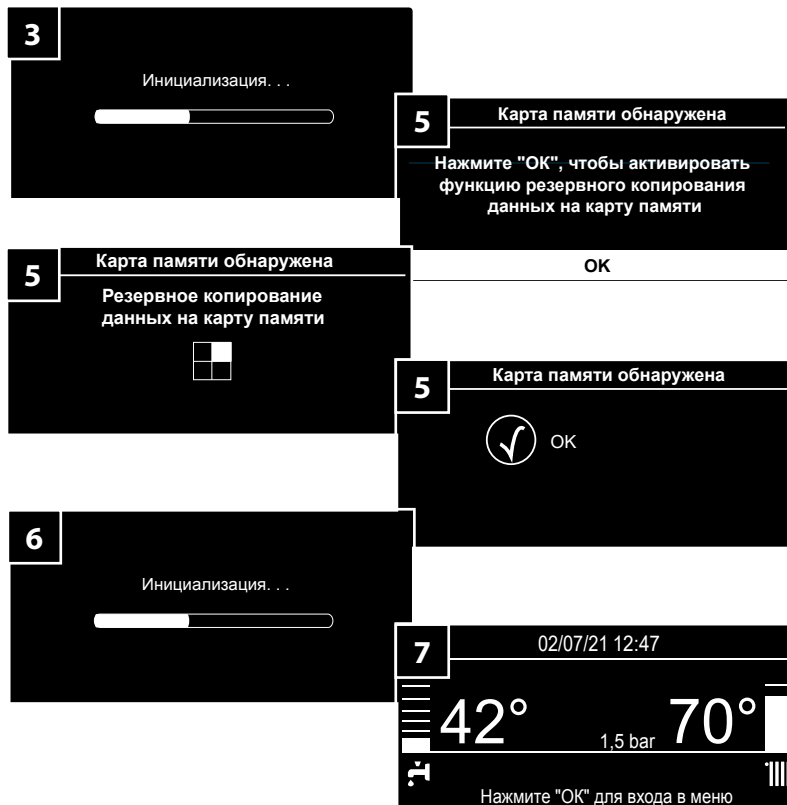 3
Инициализация. . .
5
Карта памяти обнаружена
Нажмите "ОК", чтобы активировать
функцию резервного копирования
данных на карту памяти
OK
5
Карта памяти обнаружена
Резервное копирование
данных на карту памяти
5
Карта памяти обнаружена
OK
6
Инициализация. . .
7
02/07/21 12:47
42°
1,5 bar
70°
Нажмите "ОК" для входа в меню